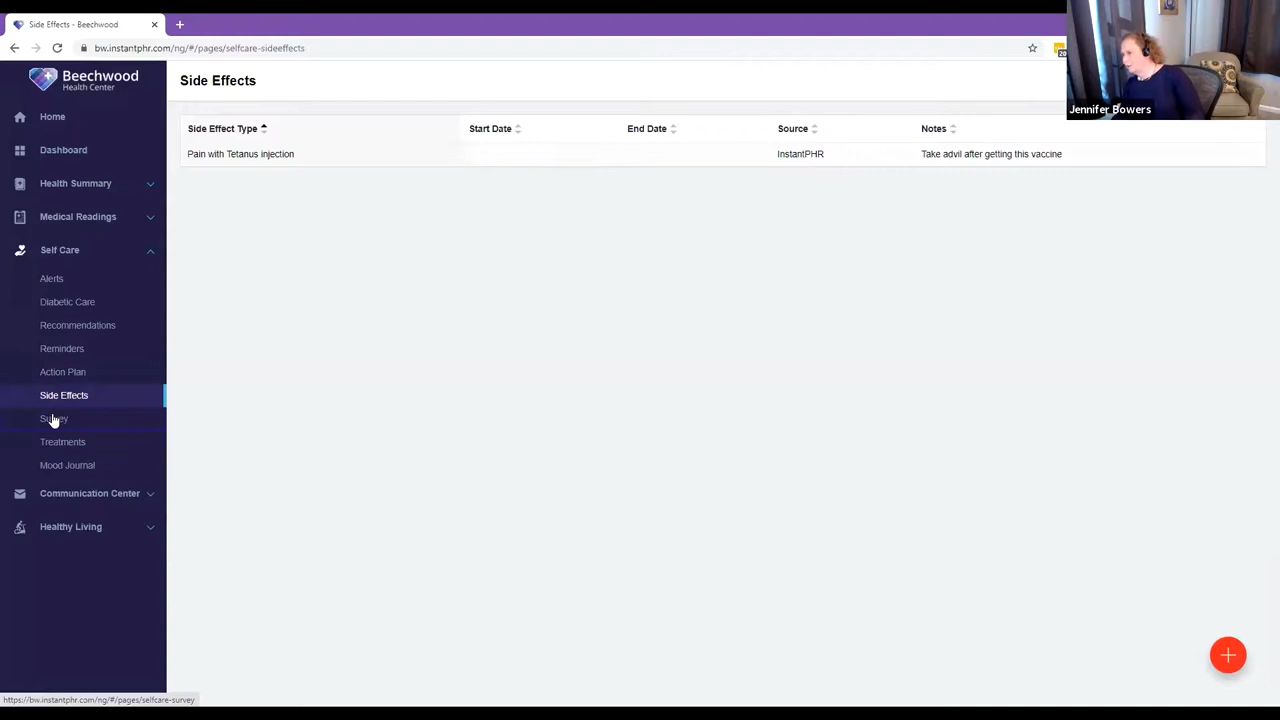 Side Effects - Beechwood
bw.instantphr.com/ng/#/pages/selfcare-sideeffects
20
Jennifer Bowers
Beechwood
Health Center
Home
Dashboard
Health Summary
Medical Readings
Self Care
Alerts
Diabetic Care
Recommendations
Reminders
Action Plan
Side Effects
Survey
Treatments
Mood Journal
Communication Center
Healthy Living
Side Effects
Side Effect Type Start Date End Date Source Notes
Pain with Tetanus injection InstantPHR Take advil after getting this vaccine
https://bw.instantphr.com/ng/#/pages/selfcare-survey